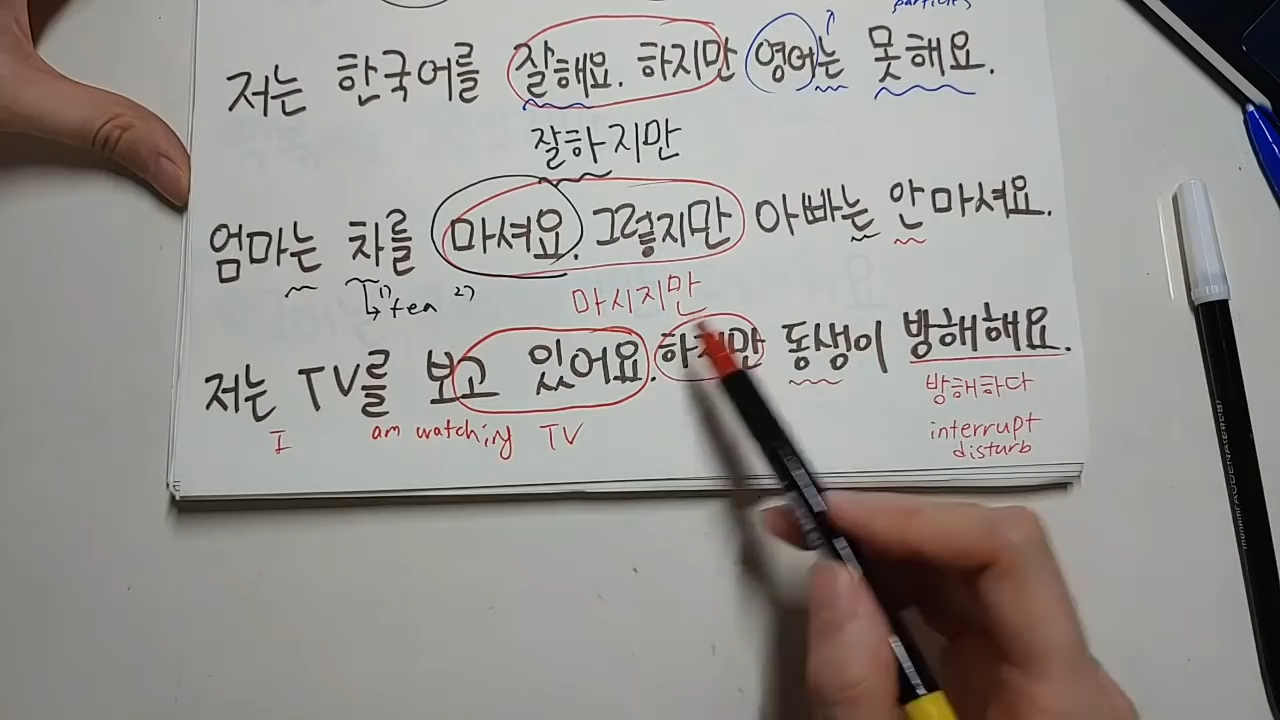 particles
저는 한국어를 잘해요. 하지만 영어는 못해요.
잘하지만
엄마는 차를 마셔요. 그렇지만 아빠는 안 마셔요.
1) tea 2)
마시지만
저는 TV를 보고 있어요. 하지만 동생이 방해해요.
I am watching TV
방해하다
interrupt
disturb